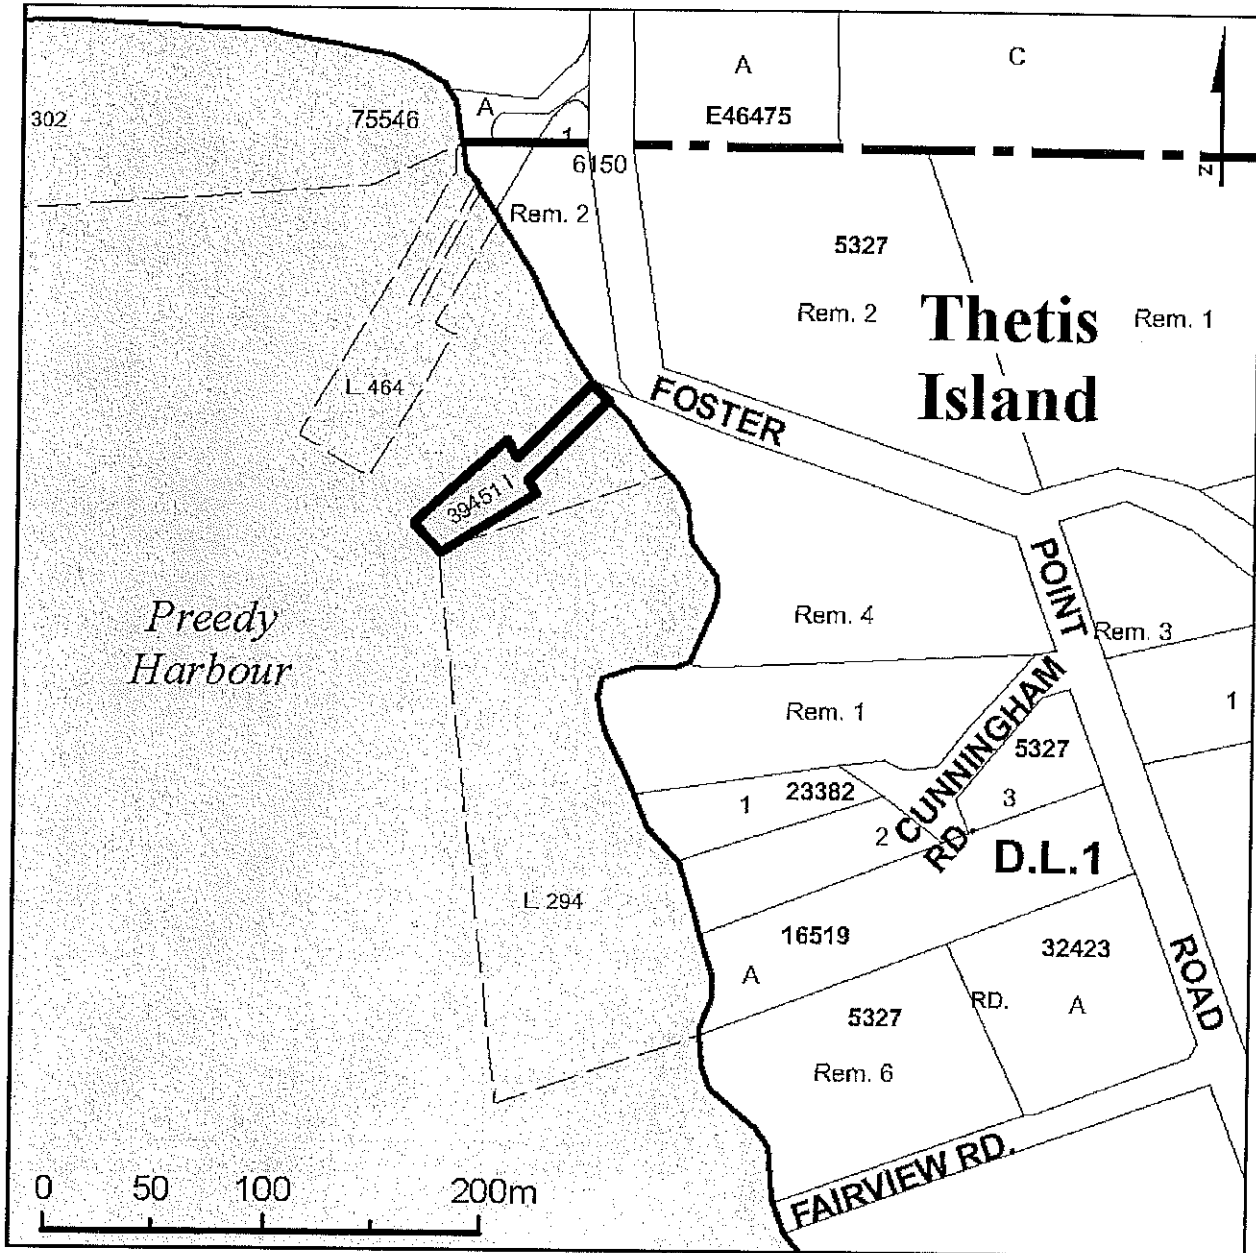 302
75546
A
1
6150
A
E46475
C
N
Rem. 2
5327
Rem. 2
Thetis
Island
Rem. 1
L 464
FOSTER
39451 I
POINT
Preedy
Harbour
Rem. 4
Rem. 3
Rem. 1
CUNNINGHAM
RD.
1
5327
1
23382
3
2
D.L.1
L 294
16519
A
32423
ROAD
5327
RD.
A
Rem. 6
FAIRVIEW RD.
0 50 100 200m